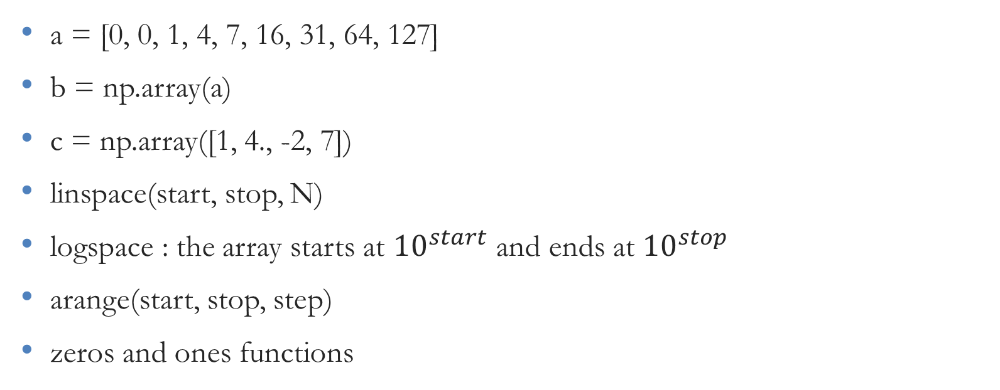 • a = [0, 0, 1, 4, 7, 16, 31, 64, 127]
• b = np.array(a)
• c = np.array([1, 4., -2, 7])
• linspace(start, stop, N)
• logspace : the array starts at 10^start and ends at 10^stop
• arange(start, stop, step)
• zeros and ones functions